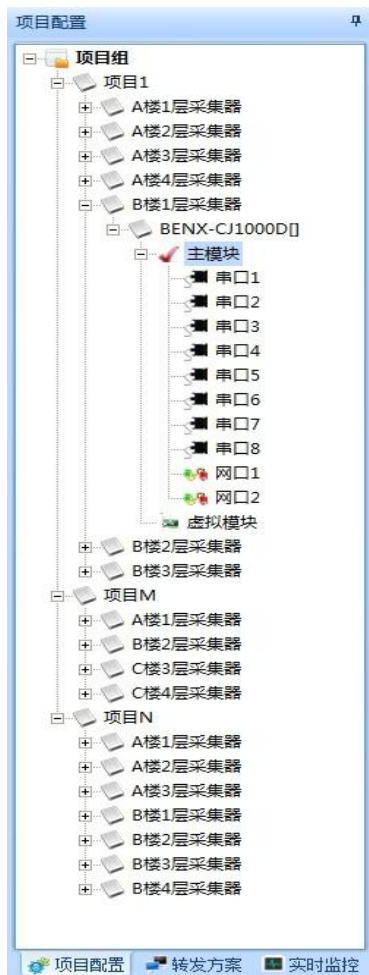 项目配置
项目组
项目1
A楼1层采集器
A楼2层采集器
A楼3层采集器
A楼4层采集器
B楼1层采集器
BENX-CJ1000D[]
主模块
串口1
串口2
串口3
串口4
串口5
串口6
串口7
串口8
网口1
网口2
虚拟模块
B楼2层采集器
B楼3层采集器
项目M
A楼1层采集器
B楼2层采集器
C楼3层采集器
C楼4层采集器
项目N
A楼1层采集器
A楼2层采集器
A楼3层采集器
B楼1层采集器
B楼2层采集器
B楼3层采集器
B楼4层采集器
项目配置 转发方案 实时监控